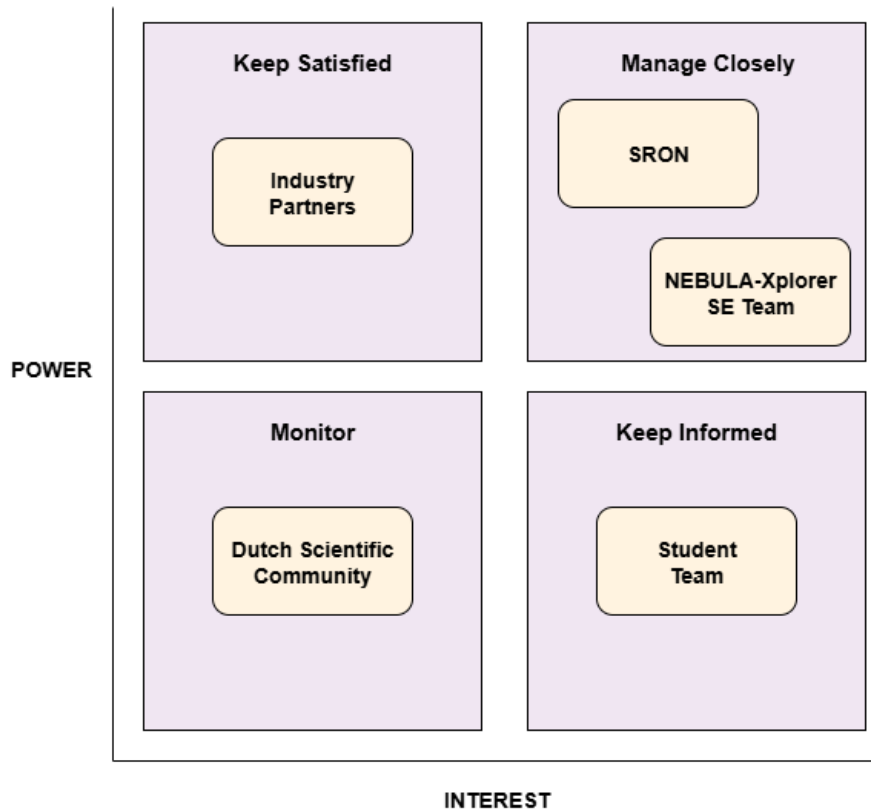 Keep Satisfied
Manage Closely
Industry
Partners
SRON
NEBULA-Xplorer
SE Team
POWER
Monitor
Keep Informed
Dutch Scientific
Community
Student
Team
INTEREST